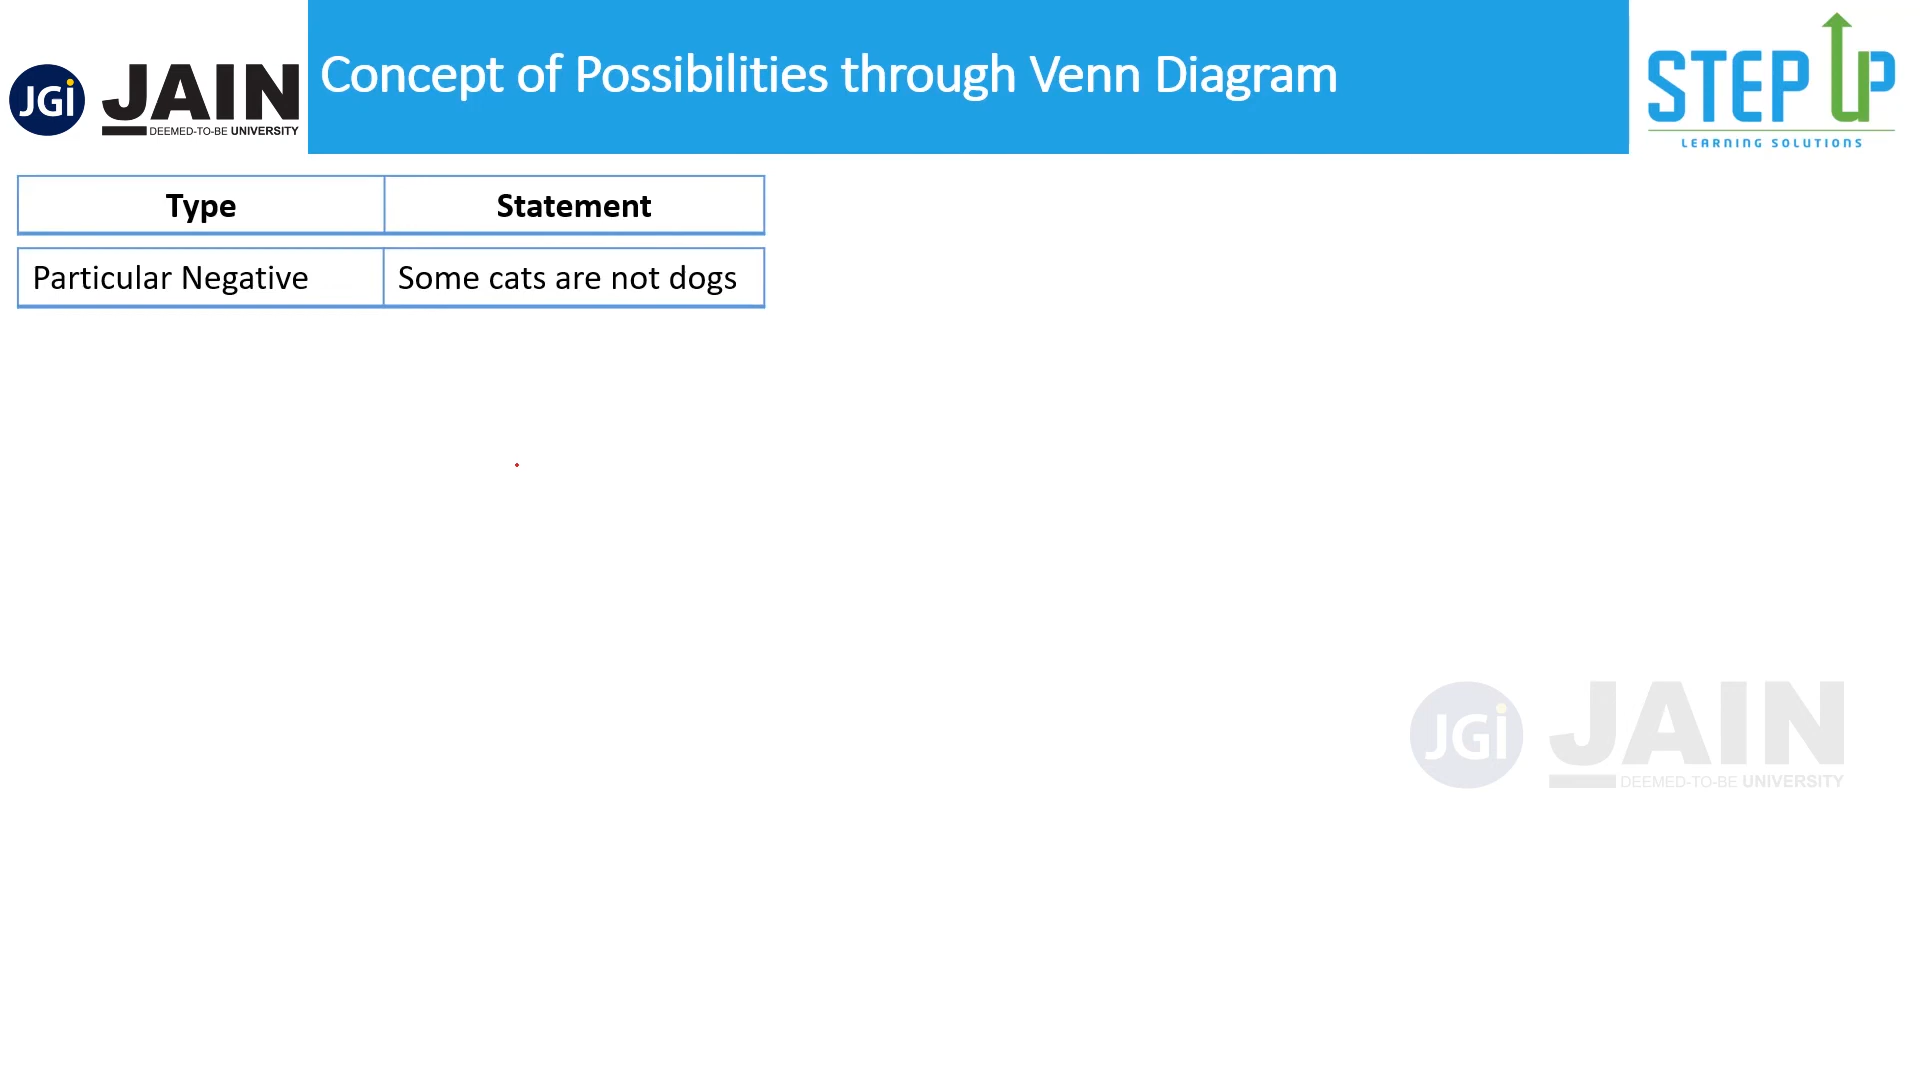 JGi JAIN
DEEMED-TO-BE UNIVERSITY
Concept of Possibilities through Venn Diagram
STEP UP
LEARNING SOLUTIONS
Type Statement
Particular Negative Some cats are not dogs
JGi JAIN
DEEMED-TO-BE UNIVERSITY